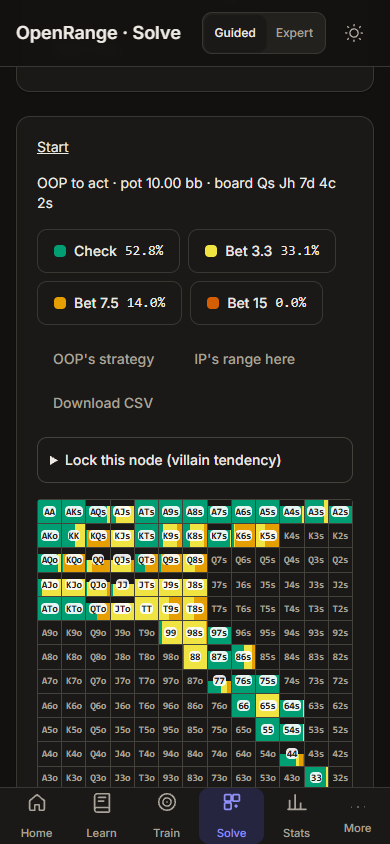 OpenRange · Solve
Guided
Expert
Start
OOP to act · pot 10.00 bb · board Qs Jh 7d 4c
2s
Check 52.8%
Bet 3.3 33.1%
Bet 7.5 14.0%
Bet 15 0.0%
OOP's strategy
IP's range here
Download CSV
▶ Lock this node (villain tendency)
AA AKs AQs AJs ATs A9s A8s A7s A6s A5s A4s A3s A2s
AKo KK KQs KJs KTs K9s K8s K7s K6s K5s K4s K3s K2s
AQo KQo QQ QJs QTs Q9s Q8s Q7s Q6s Q5s Q4s Q3s Q2s
AJo KJo QJo JJ JTs J9s J8s J7s J6s J5s J4s J3s J2s
ATo KTo QTo JTo TT T9s T8s T7s T6s T5s T4s T3s T2s
A9o K9o Q9o J9o T9o 99 98s 97s 96s 95s 94s 93s 92s
A8o K8o Q8o J8o T8o 98o 88 87s 86s 85s 84s 83s 82s
A7o K7o Q7o J7o T7o 97o 87o 77 76s 75s 74s 73s 72s
A6o K6o Q6o J6o T6o 96o 86o 76o 66 65s 64s 63s 62s
A5o K5o Q5o J5o T5o 95o 85o 75o 65o 55 54s 53s 52s
A4o K4o Q4o J4o T4o 94o 84o 74o 64o 54o 44 43s 42s
A3o K3o Q3o J3o T3o 93o 83o 73o 63o 53o 43o 33 32s
Home
Learn
Train
Solve
Stats
More